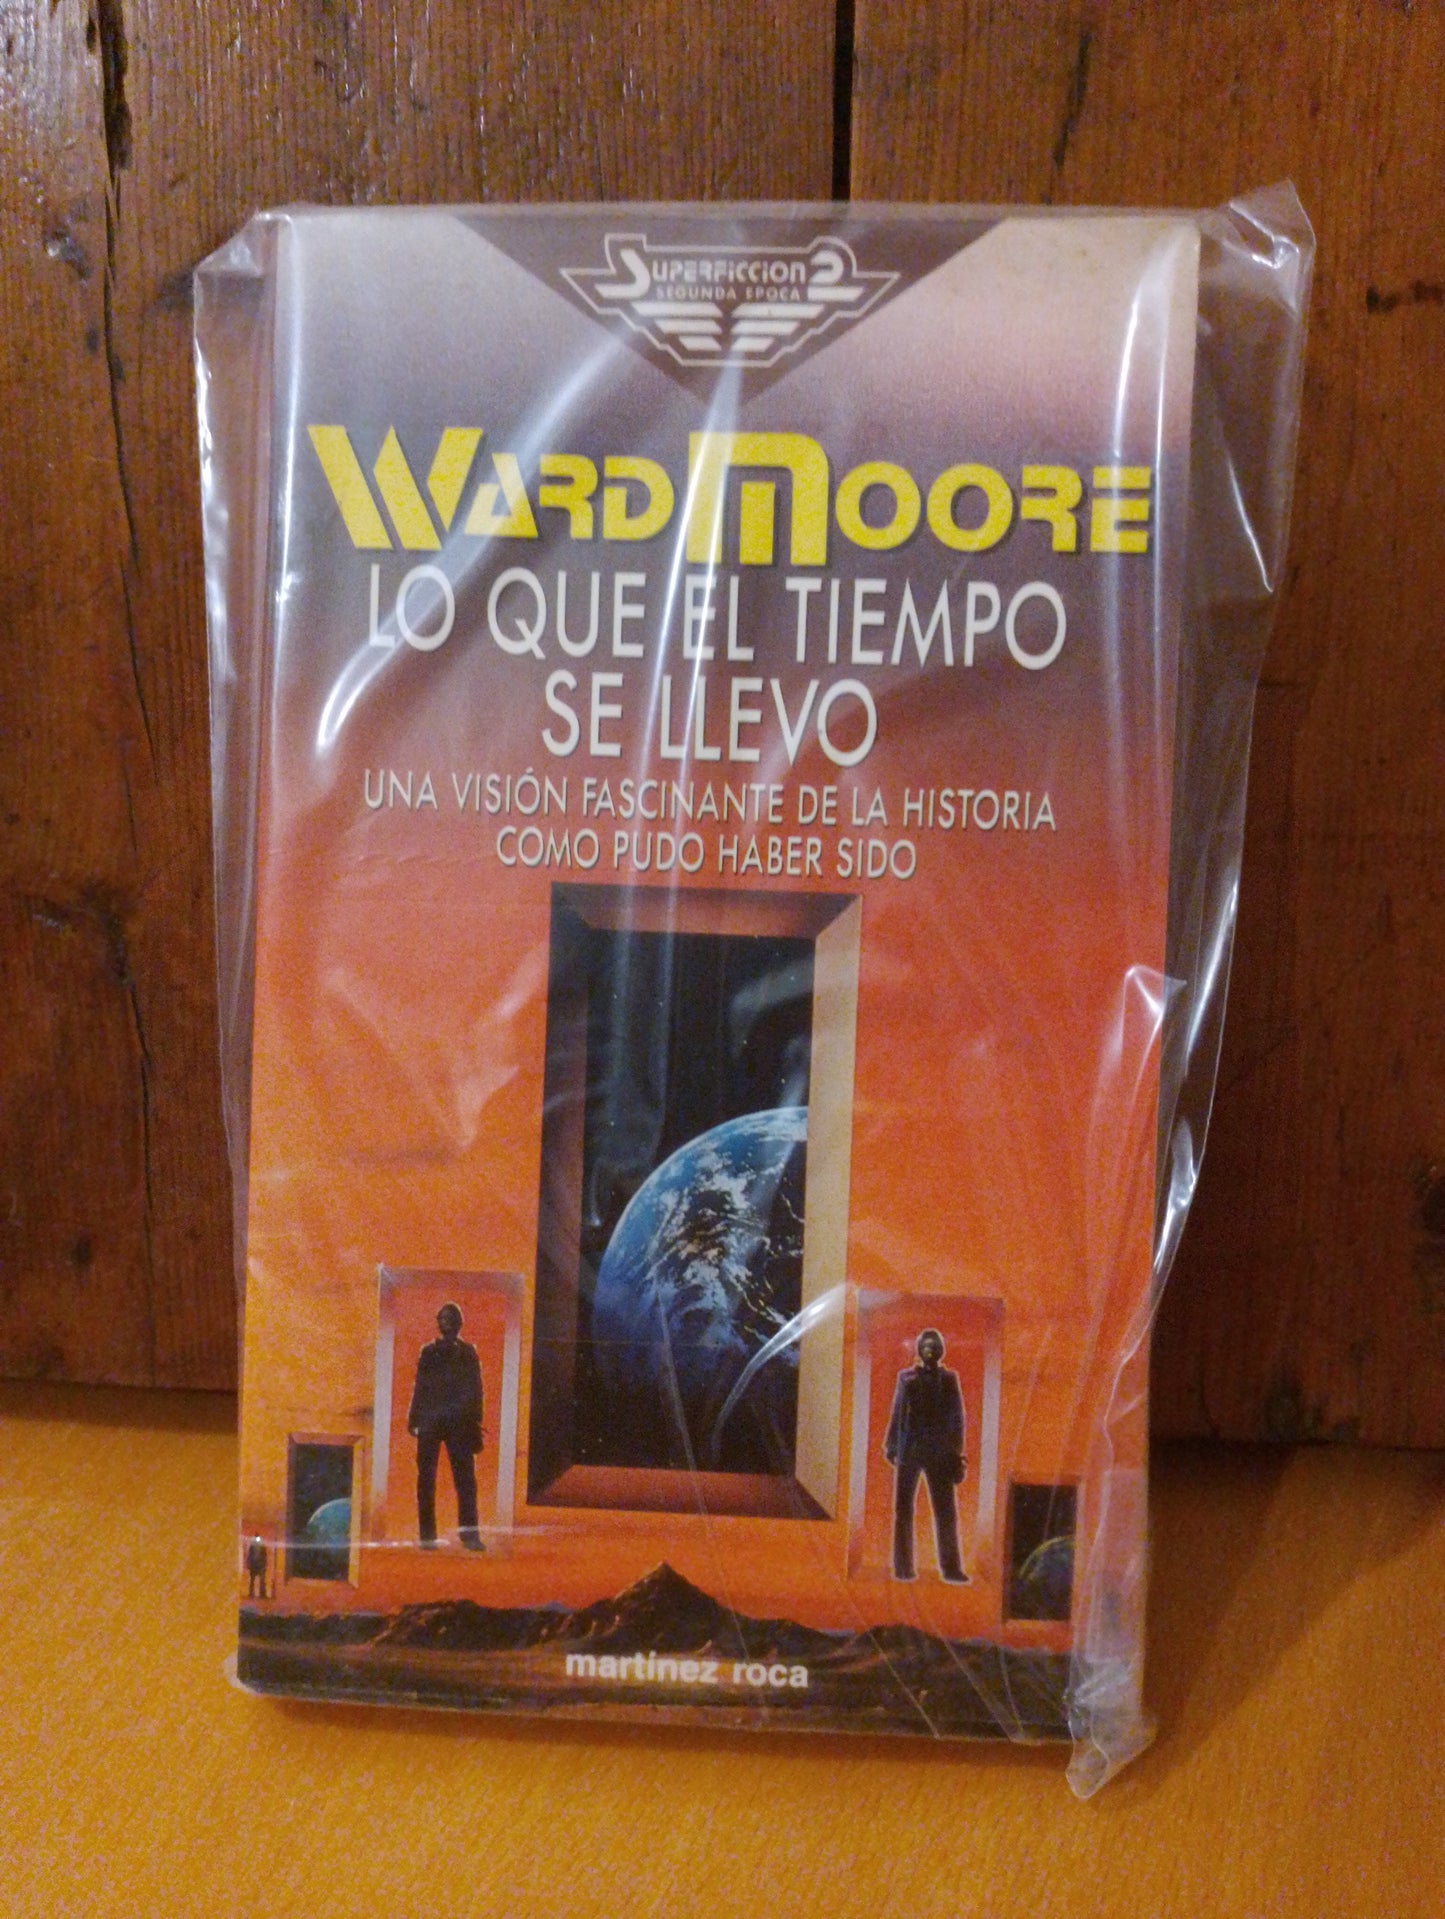 SUPERFICCION 2
SEGUNDA EPOCA
WARD MOORE
LO QUE EL TIEMPO
SE LLEVO
UNA VISIÓN FASCINANTE DE LA HISTORIA
COMO PUDO HABER SIDO
martínez roca